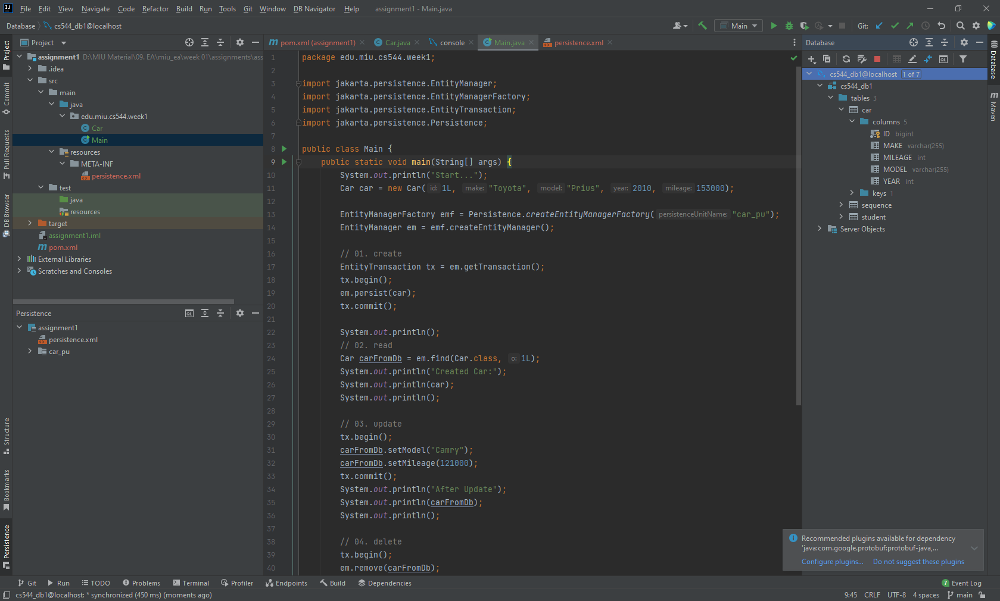 File Edit View Navigate Code Refactor Build Run Tools Git Window DB Navigator Help assignment1 - Main.java
Database cs544_db1@localhost Main Git:
Project
pom.xml (assignment1) Car.java console Main.java persistence.xml
Database
assignment1 D:\MIU Material\09. EA\miu_ea\week 01\assignments\ass
.idea
src
main
java
edu.miu.cs544.week1
Car
Main
resources
META-INF
persistence.xml
test
java
resources
target
assignment1.iml
pom.xml
External Libraries
Scratches and Consoles
Persistence
assignment1
persistence.xml
car_pu
Project
Commit
Pull Requests
DB Browser
Structure
Bookmarks
Persistence
1 package edu.miu.cs544.week1;
2
3 import jakarta.persistence.EntityManager;
4 import jakarta.persistence.EntityManagerFactory;
5 import jakarta.persistence.EntityTransaction;
6 import jakarta.persistence.Persistence;
7
8 public class Main {
9 public static void main(String[] args) {
10 System.out.println("Start...");
11 Car car = new Car( id: 1L, make: "Toyota", model: "Prius", year: 2010, mileage: 153000);
12
13 EntityManagerFactory emf = Persistence.createEntityManagerFactory( persistenceUnitName: "car_pu");
14 EntityManager em = emf.createEntityManager();
15
16 // 01. create
17 EntityTransaction tx = em.getTransaction();
18 tx.begin();
19 em.persist(car);
20 tx.commit();
21
22 System.out.println();
23 // 02. read
24 Car carFromDb = em.find(Car.class, o: 1L);
25 System.out.println("Created Car:");
26 System.out.println(car);
27 System.out.println();
28
29 // 03. update
30 tx.begin();
31 carFromDb.setModel("Camry");
32 carFromDb.setMileage(121000);
33 tx.commit();
34 System.out.println("After Update");
35 System.out.println(carFromDb);
36 System.out.println();
37
38 // 04. delete
39 tx.begin();
40 em.remove(carFromDb);
cs544_db1@localhost 1 of 7
cs544_db1
tables 3
car
columns 5
ID bigint
MAKE varchar(255)
MILEAGE int
MODEL varchar(255)
YEAR int
keys 1
sequence
student
Server Objects
Database
Maven
Recommended plugins available for dependency
'java:com.google.protobuf:protobuf-java,...
Configure plugins... Do not suggest these plugins
Git Run TODO Problems Terminal Profiler Endpoints Build Dependencies 7 Event Log
cs544_db1@localhost: * synchronized (450 ms) (moments ago) 9:45 CRLF UTF-8 4 spaces main